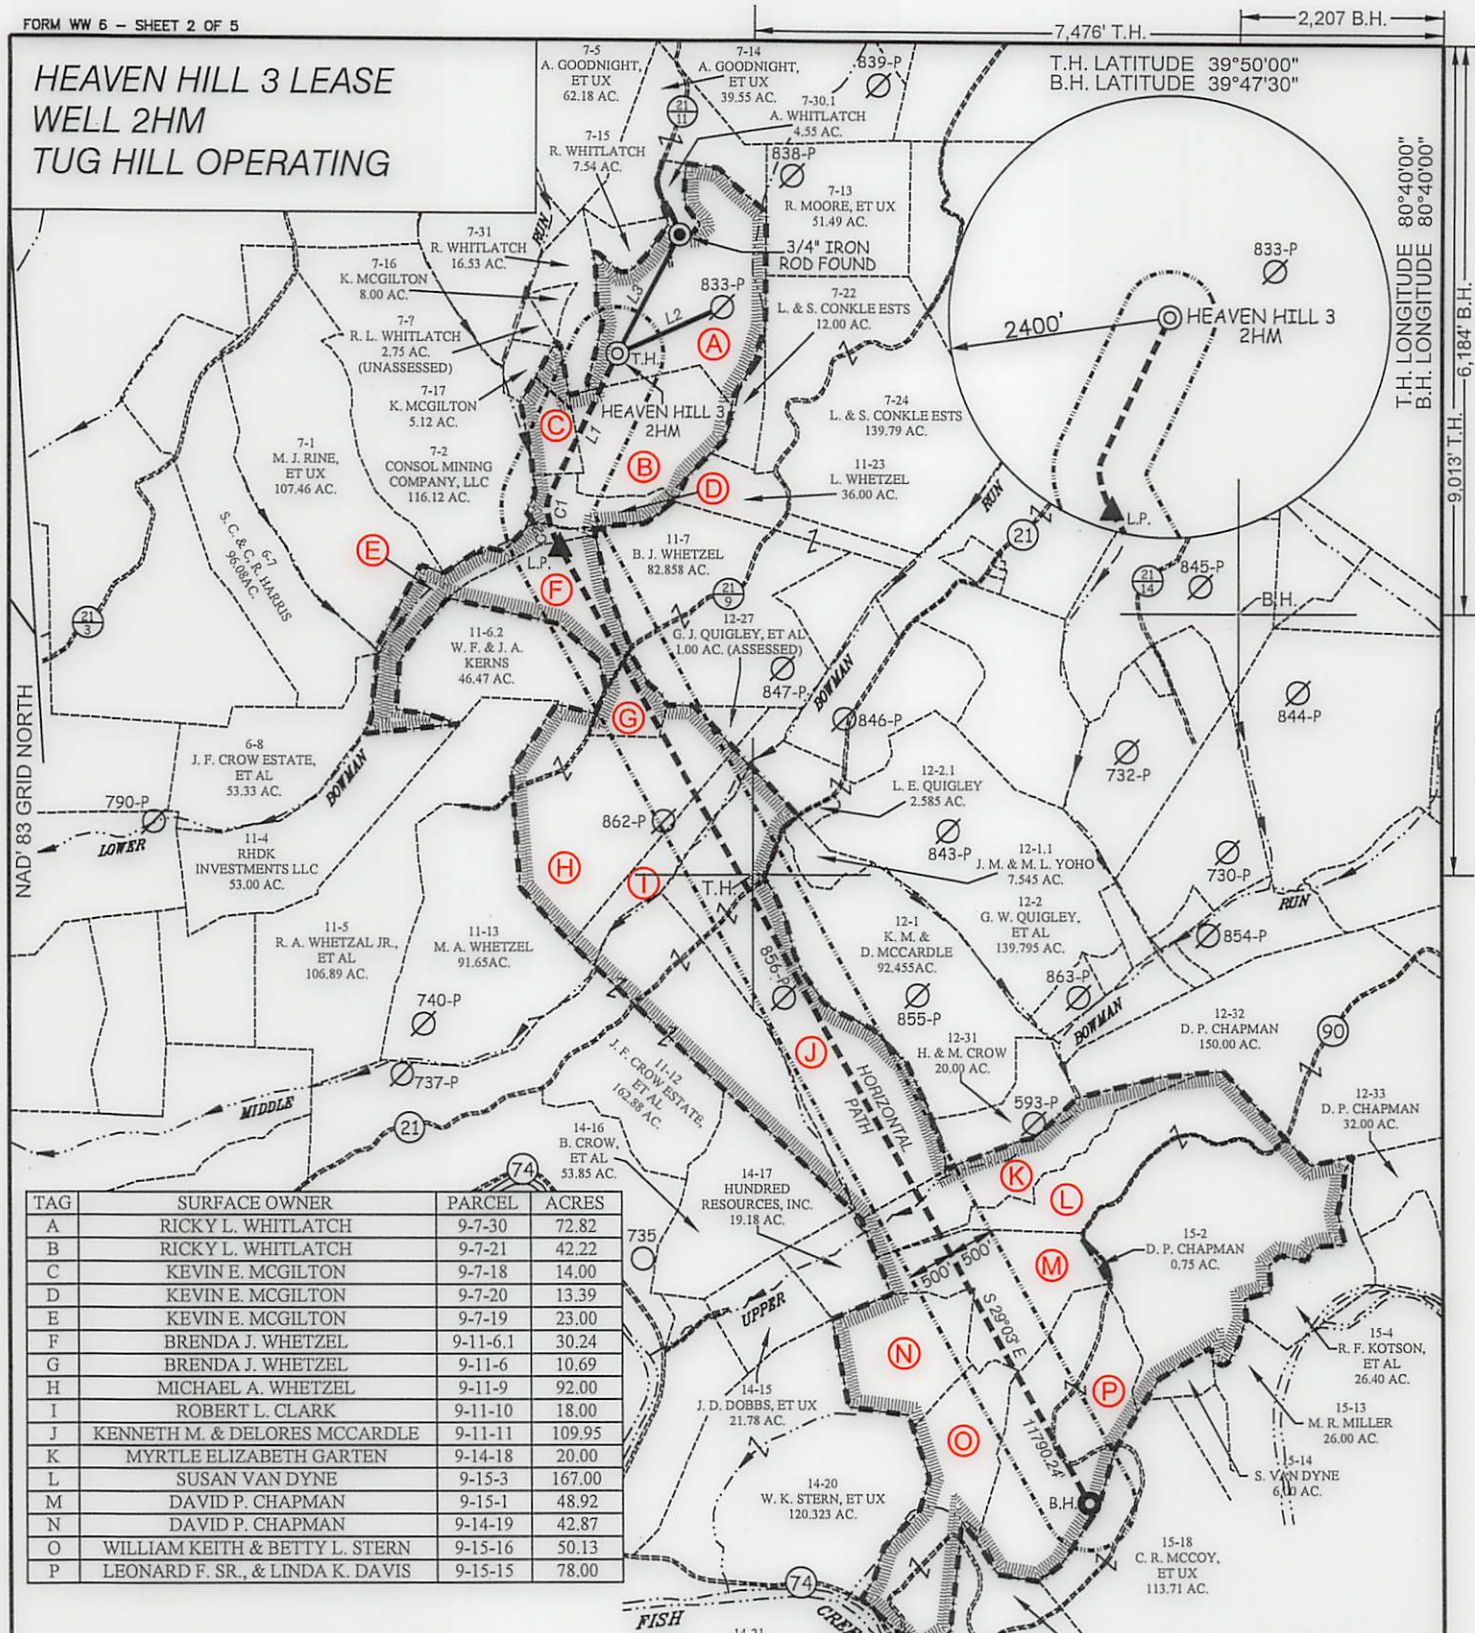 FORM WW 6 – SHEET 2 OF 5
7,476' T.H.
2,207 B.H.
HEAVEN HILL 3 LEASE
WELL 2HM
TUG HILL OPERATING
T.H. LATITUDE 39°50'00"
B.H. LATITUDE 39°47'30"
T.H. LONGITUDE 80°40'00"
B.H. LONGITUDE 80°40'00"
6,184' B.H.
9,013' T.H.
NAD' 83 GRID NORTH
7-5
A. GOODNIGHT,
ET UX
62.18 AC.
7-14
A. GOODNIGHT,
ET UX
39.55 AC.
839-P
21
11
7-30.1
A. WHITLATCH
4.55 AC.
7-15
R. WHITLATCH
7.54 AC.
838-P
7-13
R. MOORE, ET UX
51.49 AC.
3/4" IRON
ROD FOUND
7-31
R. WHITLATCH
16.53 AC.
RUN
7-16
K. MCGILTON
8.00 AC.
7-?
R. L. WHITLATCH
2.75 AC.
(UNASSESSED)
7-17
K. MCGILTON
5.12 AC.
833-P
L3
L2
A
T.H.
HEAVEN HILL 3
2HM
L1
7-22
L. & S. CONKLE ESTS
12.00 AC.
7-24
L. & S. CONKLE ESTS
139.79 AC.
833-P
HEAVEN HILL 3
2HM
2400'
L.P.
7-1
M. J. RINE,
ET UX
107.46 AC.
7-2
CONSOL MINING
COMPANY, LLC
116.12 AC.
C
B
D
C1
11-23
L. WHETZEL
36.00 AC.
RUN
21
6-7
S. C. & C. R. HARRIS
96.08AC.
E
L.P.
F
11-7
B. J. WHETZEL
82.858 AC.
21
9
21
14
845-P
B.H.
21
3
11-6.2
W. F. & J. A.
KERNS
46.47 AC.
12-27
G. J. QUIGLEY, ET AL
1.00 AC. (ASSESSED)
847-P
BOWMAN
846-P
844-P
732-P
G
6-8
J. F. CROW ESTATE,
ET AL
53.33 AC.
BOWMAN
790-P
LOWER
11-4
RHDK
INVESTMENTS LLC
53.00 AC.
862-P
12-2.1
L. E. QUIGLEY
2.585 AC.
843-P
12-1.1
J. M. & M. L. YOHO
7.545 AC.
730-P
RUN
H
I
T.H.
11-5
R. A. WHETZAL JR.,
ET AL
106.89 AC.
11-13
M. A. WHETZEL
91.65AC.
12-1
K. M. &
D. MCCARDLE
92.455AC.
12-2
G. W. QUIGLEY,
ET AL
139.795 AC.
854-P
856-P
855-P
863-P
BOWMAN
740-P
737-P
MIDDLE
21
11-12
J. F. CROW ESTATE,
ET AL
162.88 AC.
J
HORIZONTAL
PATH
12-31
H. & M. CROW
20.00 AC.
12-32
D. P. CHAPMAN
150.00 AC.
90
593-P
12-33
D. P. CHAPMAN
32.00 AC.
14-16
B. CROW,
ET AL
53.85 AC.
74
14-17
HUNDRED
RESOURCES, INC.
19.18 AC.
K
L
735
500'
500'
M
15-2
D. P. CHAPMAN
0.75 AC.
UPPER
S 29°03' E
11790.24'
N
15-4
R. F. KOTSON,
ET AL
26.40 AC.
14-15
J. D. DOBBS, ET UX
21.78 AC.
P
15-13
M. R. MILLER
26.00 AC.
O
15-14
S. VAN DYNE
6.00 AC.
14-20
W. K. STERN, ET UX
120.323 AC.
B.H.
15-18
C. R. MCCOY,
ET UX
113.71 AC.
74
FISH
CREEK
14-21
TAG SURFACE OWNER PARCEL ACRES
A RICKY L. WHITLATCH 9-7-30 72.82
B RICKY L. WHITLATCH 9-7-21 42.22
C KEVIN E. MCGILTON 9-7-18 14.00
D KEVIN E. MCGILTON 9-7-20 13.39
E KEVIN E. MCGILTON 9-7-19 23.00
F BRENDA J. WHETZEL 9-11-6.1 30.24
G BRENDA J. WHETZEL 9-11-6 10.69
H MICHAEL A. WHETZEL 9-11-9 92.00
I ROBERT L. CLARK 9-11-10 18.00
J KENNETH M. & DELORES MCCARDLE 9-11-11 109.95
K MYRTLE ELIZABETH GARTEN 9-14-18 20.00
L SUSAN VAN DYNE 9-15-3 167.00
M DAVID P. CHAPMAN 9-15-1 48.92
N DAVID P. CHAPMAN 9-14-19 42.87
O WILLIAM KEITH & BETTY L. STERN 9-15-16 50.13
P LEONARD F. SR., & LINDA K. DAVIS 9-15-15 78.00